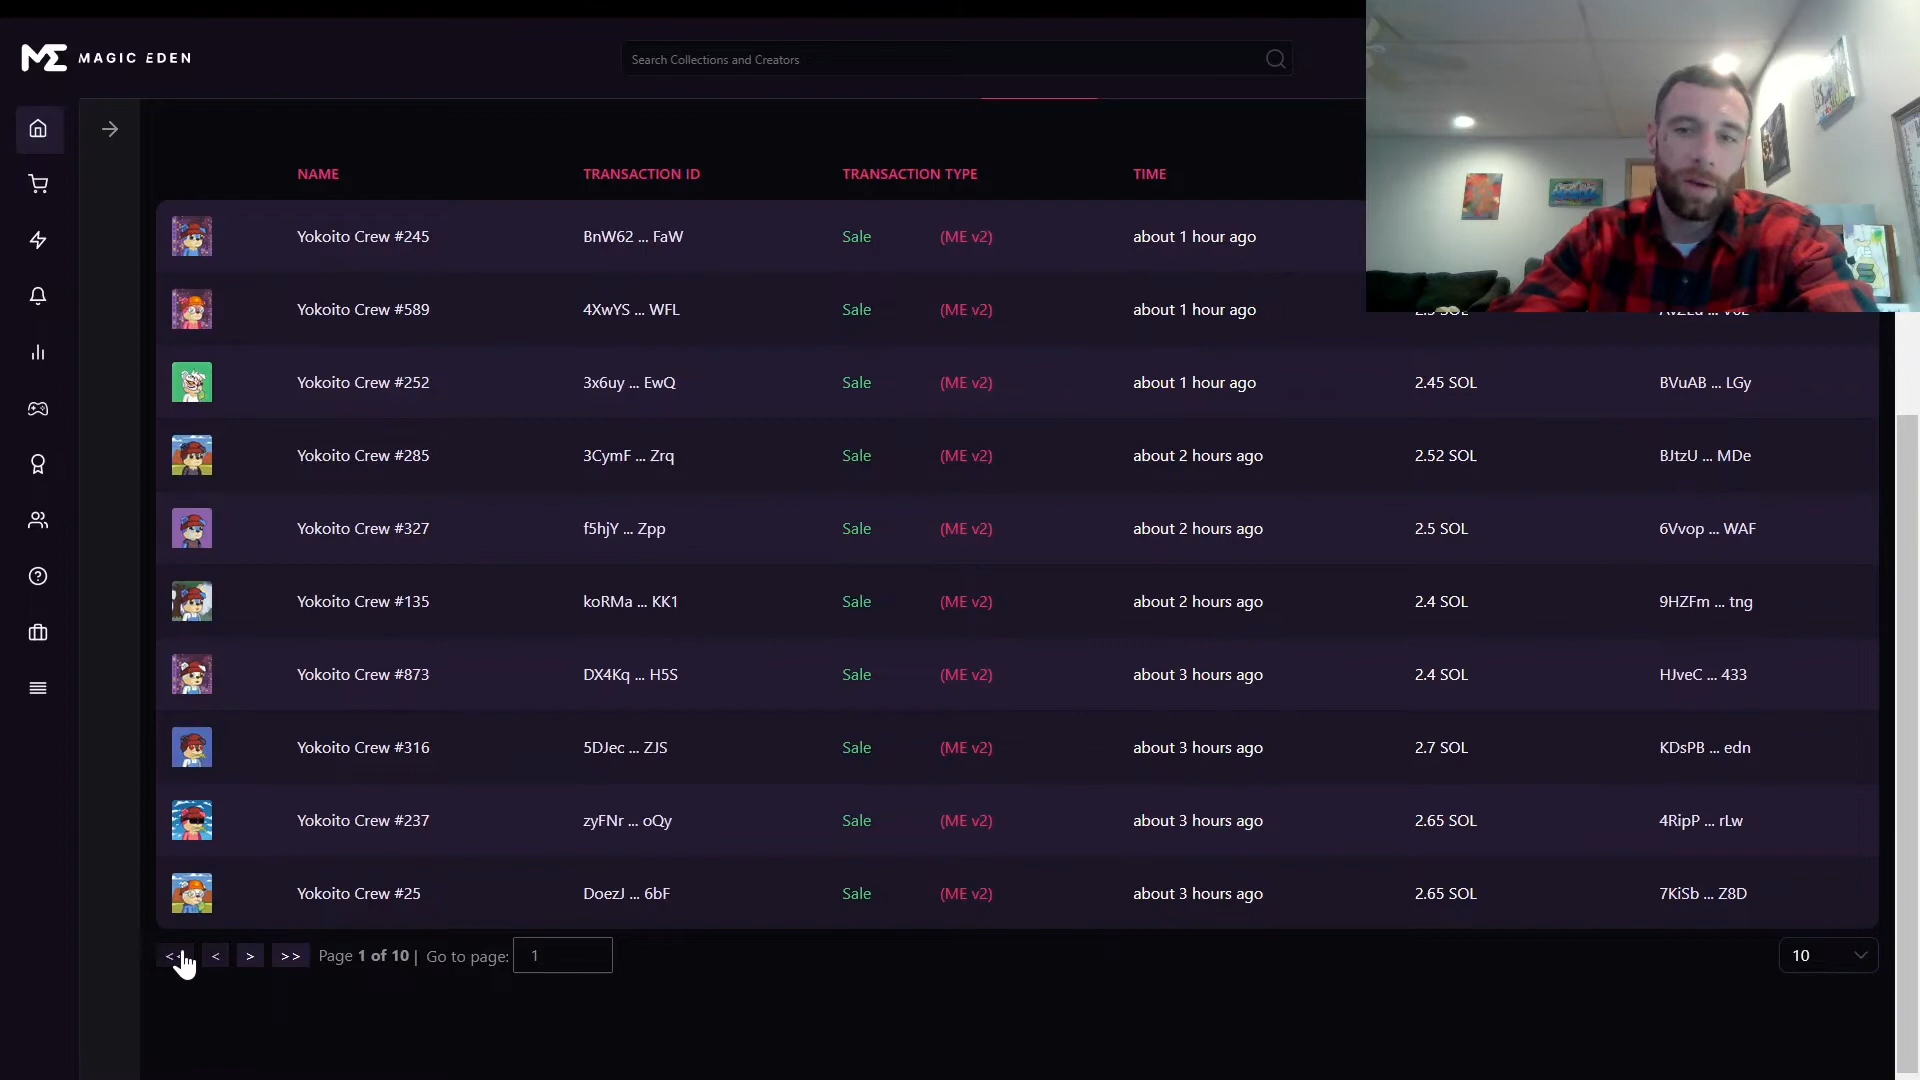 MAGIC EDEN
Search Collections and Creators
NAME TRANSACTION ID TRANSACTION TYPE TIME
Yokoito Crew #245 BnW62 ... FaW Sale (ME v2) about 1 hour ago
Yokoito Crew #589 4XwYS ... WFL Sale (ME v2) about 1 hour ago
Yokoito Crew #252 3x6uy ... EwQ Sale (ME v2) about 1 hour ago 2.45 SOL BVuAB ... LGy
Yokoito Crew #285 3CymF ... Zrq Sale (ME v2) about 2 hours ago 2.52 SOL BJtzU ... MDe
Yokoito Crew #327 f5hjY ... Zpp Sale (ME v2) about 2 hours ago 2.5 SOL 6Vvop ... WAF
Yokoito Crew #135 koRMa ... KK1 Sale (ME v2) about 2 hours ago 2.4 SOL 9HZFm ... tng
Yokoito Crew #873 DX4Kq ... H5S Sale (ME v2) about 3 hours ago 2.4 SOL HJveC ... 433
Yokoito Crew #316 5DJec ... ZJS Sale (ME v2) about 3 hours ago 2.7 SOL KDsPB ... edn
Yokoito Crew #237 zyFNr ... oQy Sale (ME v2) about 3 hours ago 2.65 SOL 4RipP ... rLw
Yokoito Crew #25 DoezJ ... 6bF Sale (ME v2) about 3 hours ago 2.65 SOL 7KiSb ... Z8D
< > >> Page 1 of 10 | Go to page: 1 10